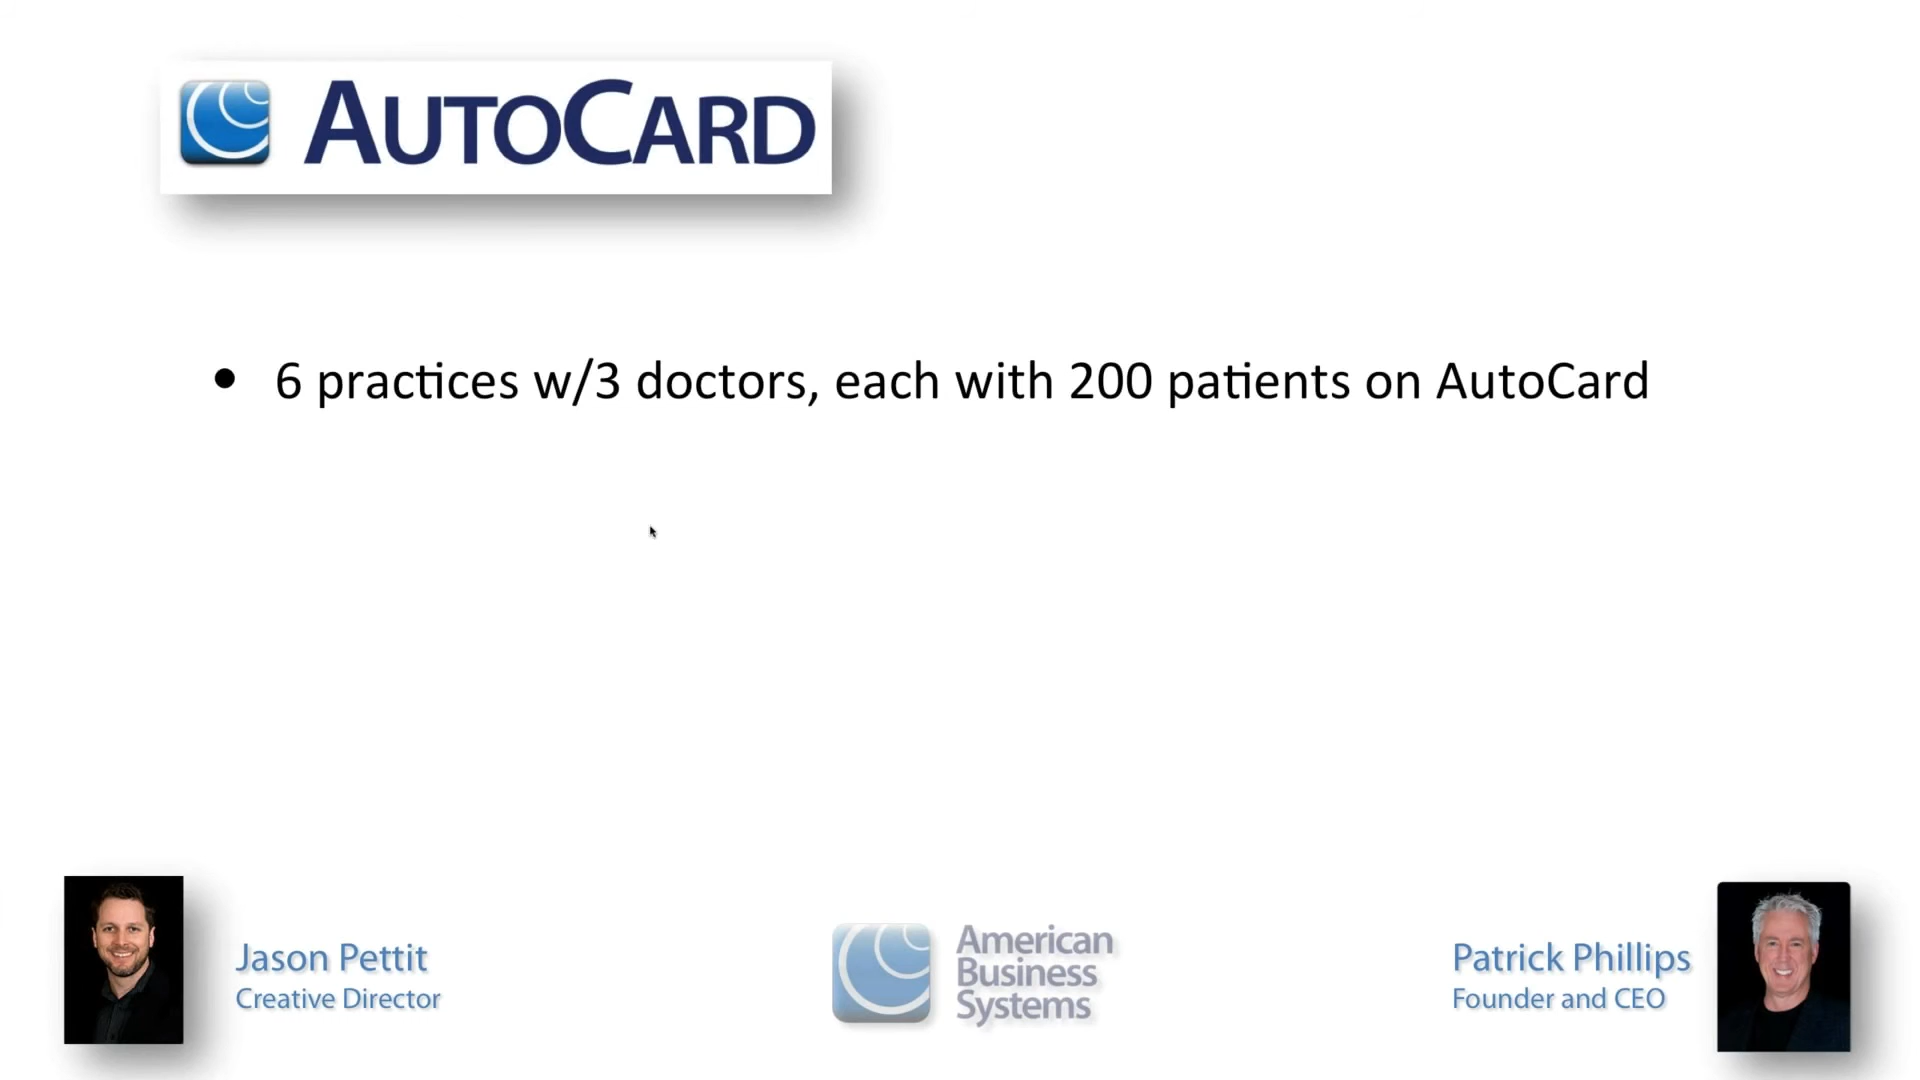 AUTOCARD
• 6 practices w/3 doctors, each with 200 patients on AutoCard
Jason Pettit
Creative Director
American
Business
Systems
Patrick Phillips
Founder and CEO